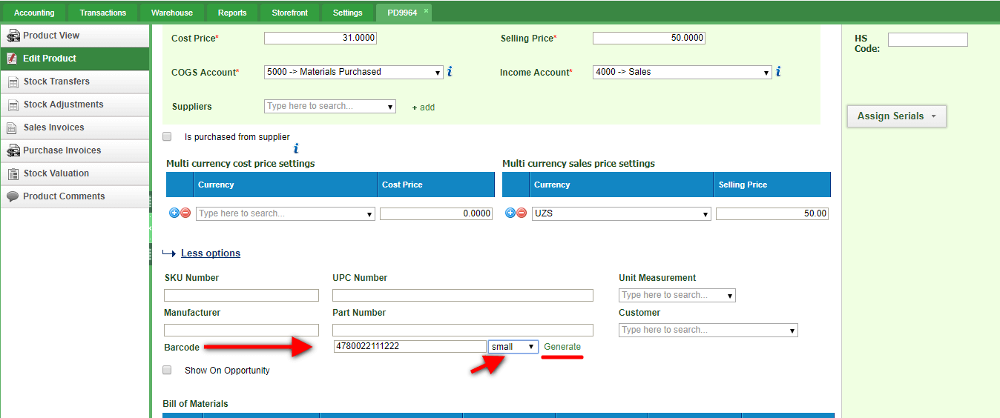 Accounting Transactions Warehouse Reports Storefront Settings PD9964 ×
Product View
Edit Product
Stock Transfers
Stock Adjustments
Sales Invoices
Purchase Invoices
Stock Valuation
Product Comments
Cost Price* 31.0000 Selling Price* 50.0000
COGS Account* 5000 -> Materials Purchased i Income Account* 4000 -> Sales i
Suppliers Type here to search... + add
Is purchased from supplier
i
Multi currency cost price settings Multi currency sales price settings
Currency Cost Price Currency Selling Price
Type here to search... 0.0000 UZS 50.00
Less options
SKU Number UPC Number Unit Measurement
Type here to search...
Manufacturer Part Number Customer
Type here to search...
Barcode 4780022111222 small Generate
Show On Opportunity
Bill of Materials
HS
Code:
Assign Serials